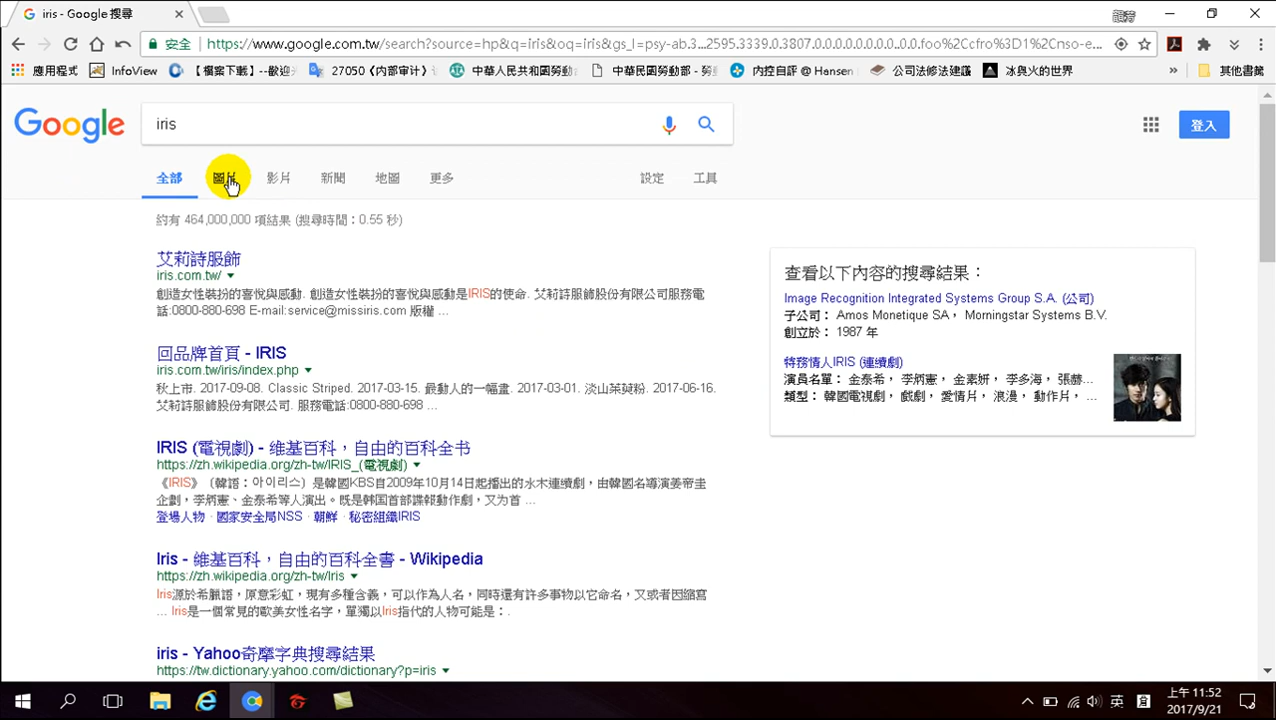 iris - Google 搜尋
安全 https://www.google.com.tw/search?source=hp&q=iris&oq=iris&gs_l=psy-ab.3...2595.3339.0.3807.0.0.0.0.0.0.0.0..0.0.foo%2Ccfro%3D1%2Cnso-e...
應用程式 InfoView 【檔案下載】--歡迎 27050《内部审计》 中華人民共和國勞動 中華民國勞動部 - 勞 內控自評 @ Hansen 公司法修法建議 冰與火的世界 » 其他書籤
Google iris 登入
全部 圖片 影片 新聞 地圖 更多 設定 工具
約有 464,000,000 項結果 (搜尋時間：0.55 秒)
艾莉詩服飾
iris.com.tw/
創造女性裝扮的喜悅與感動. 創造女性裝扮的喜悅與感動是IRIS的使命. 艾莉詩服飾股份有限公司服務電
話:0800-880-698 E-mail:service@missiris.com 版權 ...
回品牌首頁 - IRIS
iris.com.tw/iris/index.php
秋上市. 2017-09-08. Classic Striped. 2017-03-15. 最動人的一幅畫. 2017-03-01. 淡山茱萸粉. 2017-06-16.
艾莉詩服飾股份有限公司. 服務電話:0800-880-698 ...
IRIS (電視劇) - 維基百科，自由的百科全书
https://zh.wikipedia.org/zh-tw/IRIS_(電視劇)
《IRIS》（韓語：아이리스）是韓國KBS自2009年10月14日起播出的水木連續劇，由韓國名導演姜帝圭
企劃，李炳憲、金泰希等人演出。既是韩国首部諜報動作劇，又为首 ...
登場人物 · 國家安全局NSS · 朝鮮 · 秘密組織IRIS
Iris - 維基百科，自由的百科全書 - Wikipedia
https://zh.wikipedia.org/zh-tw/Iris
Iris源於希臘語，原意彩虹，現有多種含義，可以作為人名，同時還有許多事物以它命名，又或者因縮寫
... Iris是一個常見的歐美女性名字，單獨以Iris指代的人物可能是：.
iris - Yahoo奇摩字典搜尋結果
https://tw.dictionary.yahoo.com/dictionary?p=iris
查看以下內容的搜尋結果：
Image Recognition Integrated Systems Group S.A. (公司)
子公司： Amos Monetique SA， Morningstar Systems B.V.
創立於： 1987 年
特務情人IRIS (連續劇)
演員名單： 金泰希， 李炳憲， 金素妍， 李多海， 張赫...
類型： 韓國電視劇， 戲劇， 愛情片， 浪漫， 動作片， ...
英 上午 11:52
2017/9/21